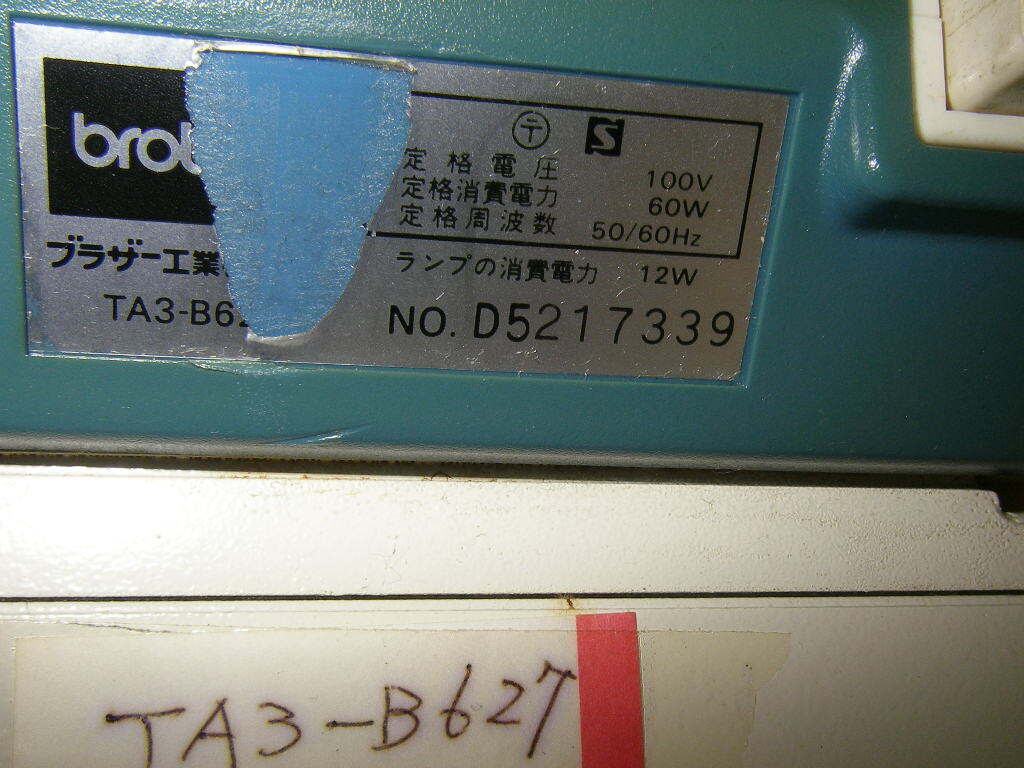 brot
テ S
定格電圧 100V
定格消費電力 60W
定格周波数 50/60Hz
ブラザー工業
ランプの消費電力 12W
TA3-B62
NO. D5217339
TA3-B627